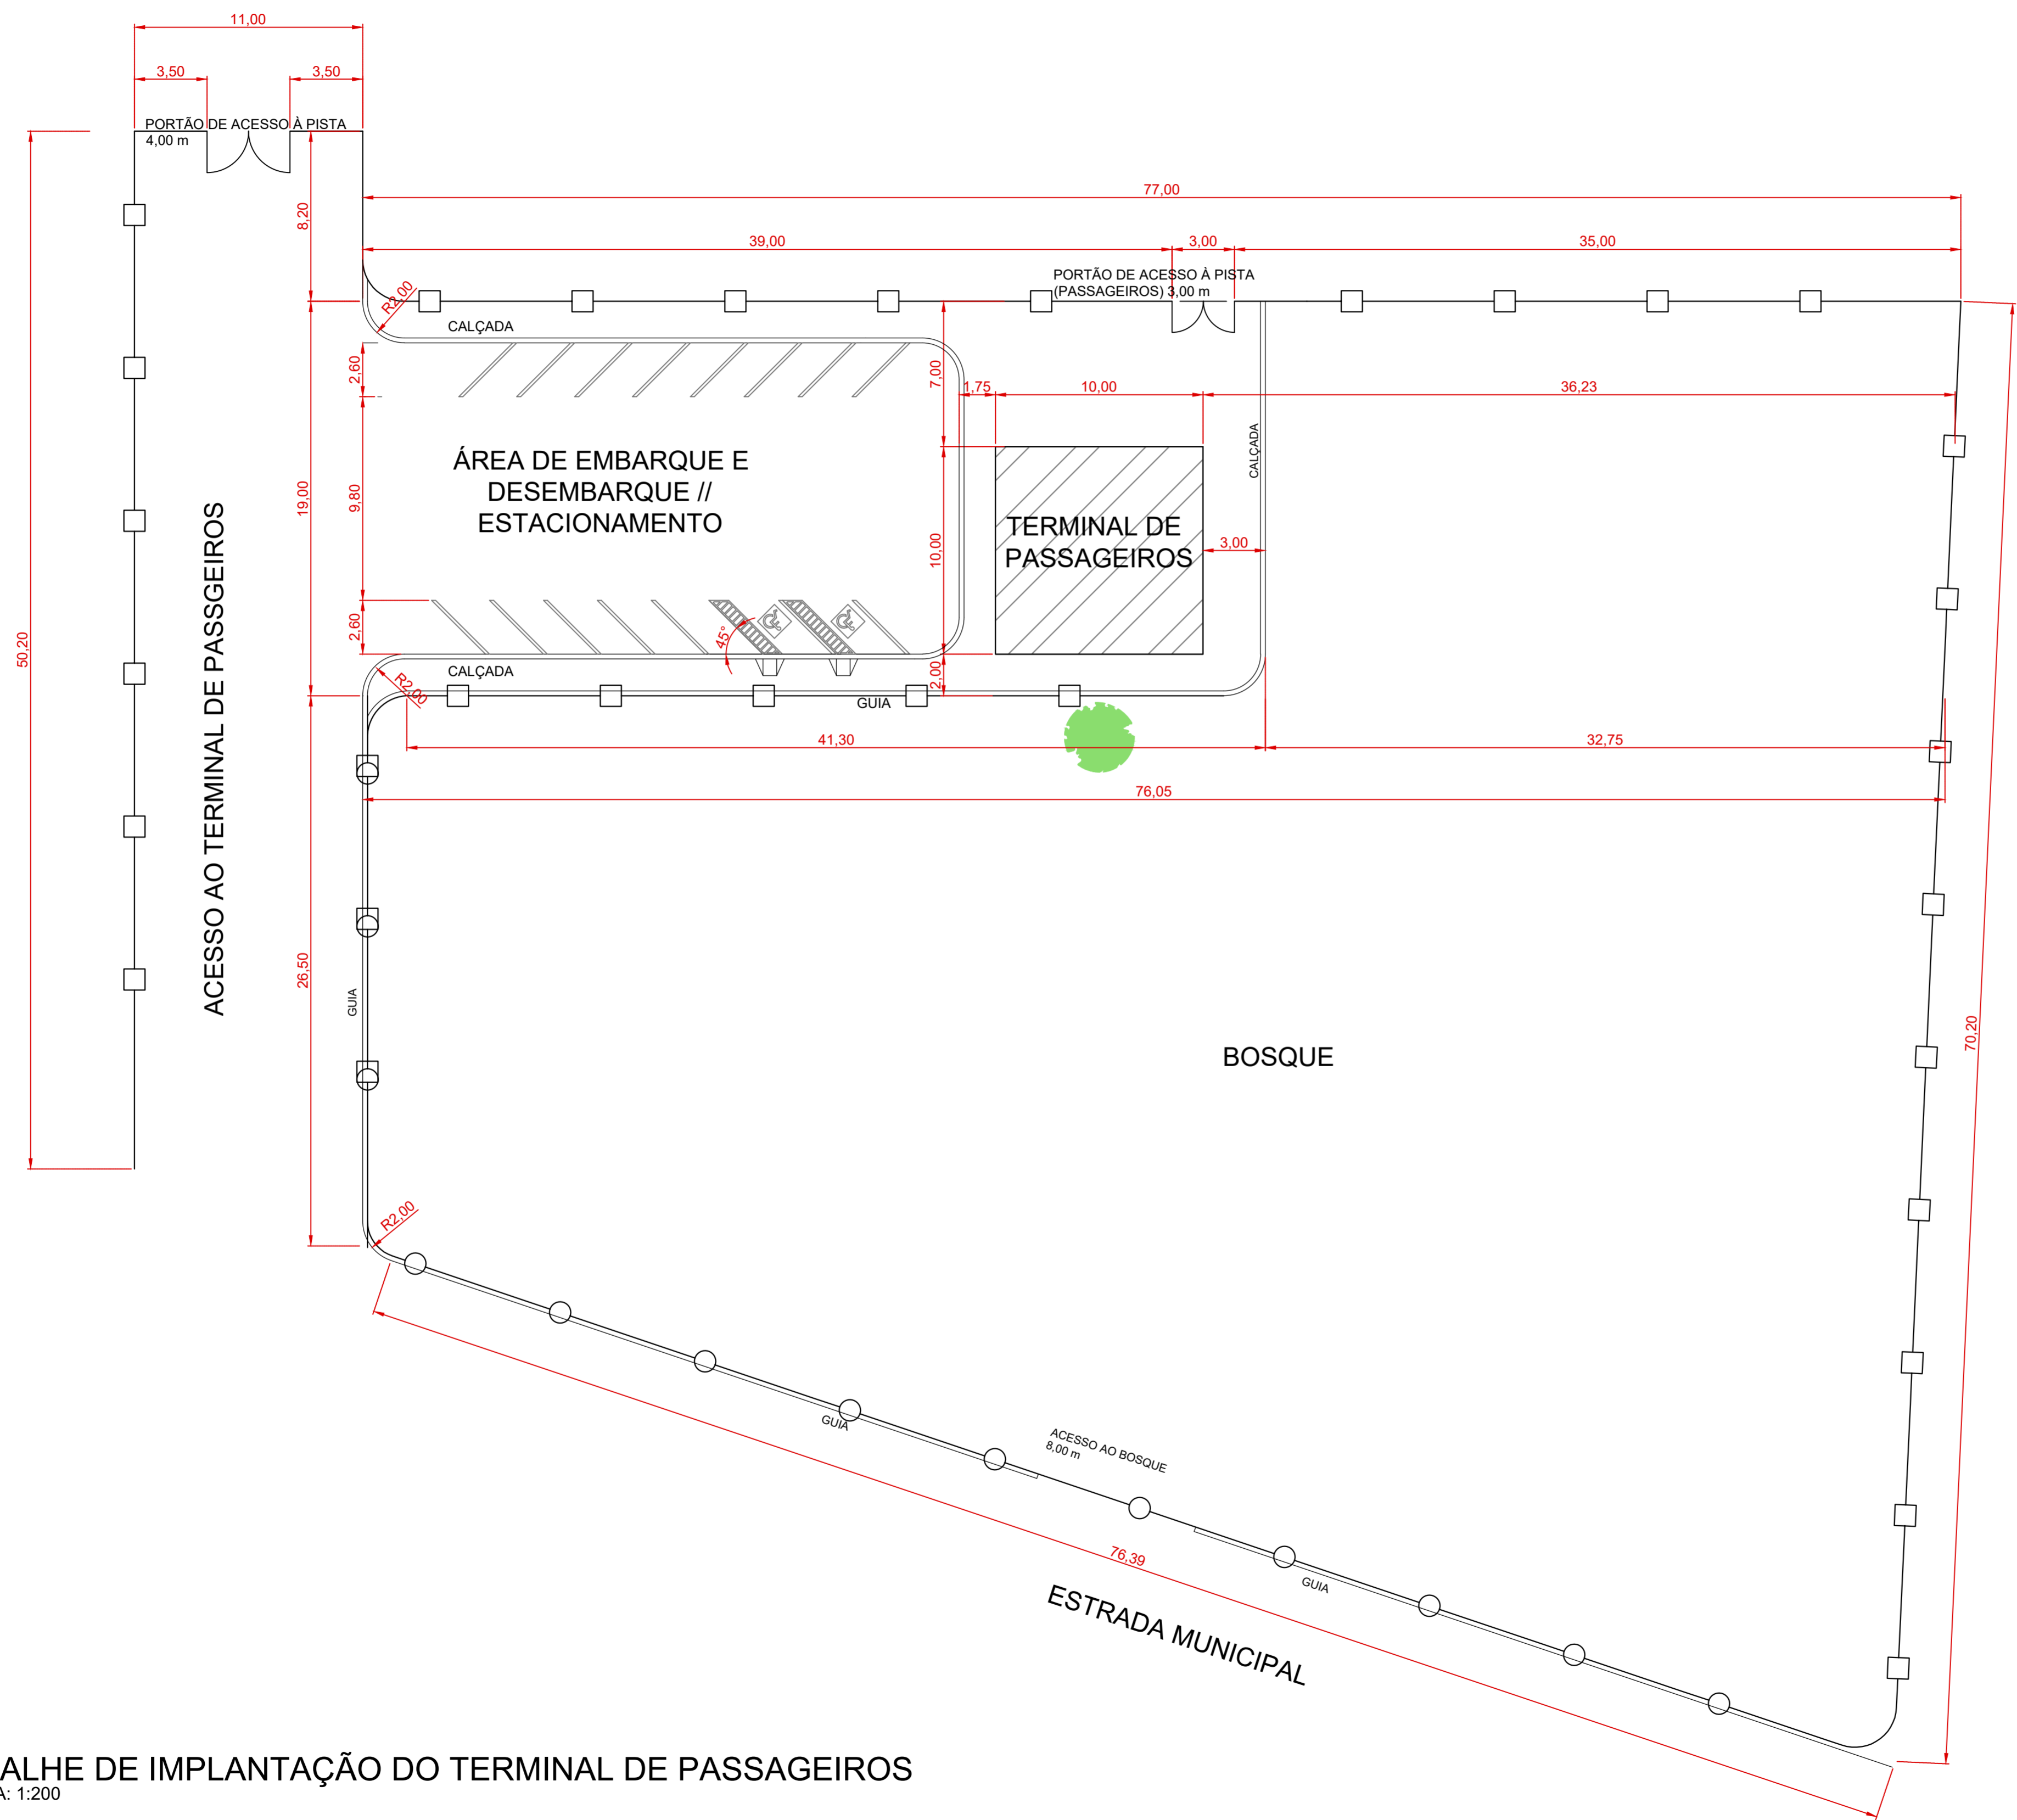 11,00
3,50
3,50
PORTÃO DE ACESSO À PISTA
4,00 m
8,20
77,00
39,00
3,00
35,00
PORTÃO DE ACESSO À PISTA
(PASSAGEIROS) 3,00 m
R2,00
CALÇADA
2,60
7,00
1,75
10,00
36,23
CALÇADA
ÁREA DE EMBARQUE E
DESEMBARQUE //
ESTACIONAMENTO
19,00
9,80
10,00
TERMINAL DE
PASSAGEIROS
3,00
ACESSO AO TERMINAL DE PASSGEIROS
50,20
2,60
45°
CALÇADA
R2,00
2,00
GUIA
41,30
32,75
76,05
26,50
GUIA
70,20
BOSQUE
R2,00
GUIA
ACESSO AO BOSQUE
8,00 m
76,39
GUIA
ESTRADA MUNICIPAL
ALHE DE IMPLANTAÇÃO DO TERMINAL DE PASSAGEIROS
A: 1:200